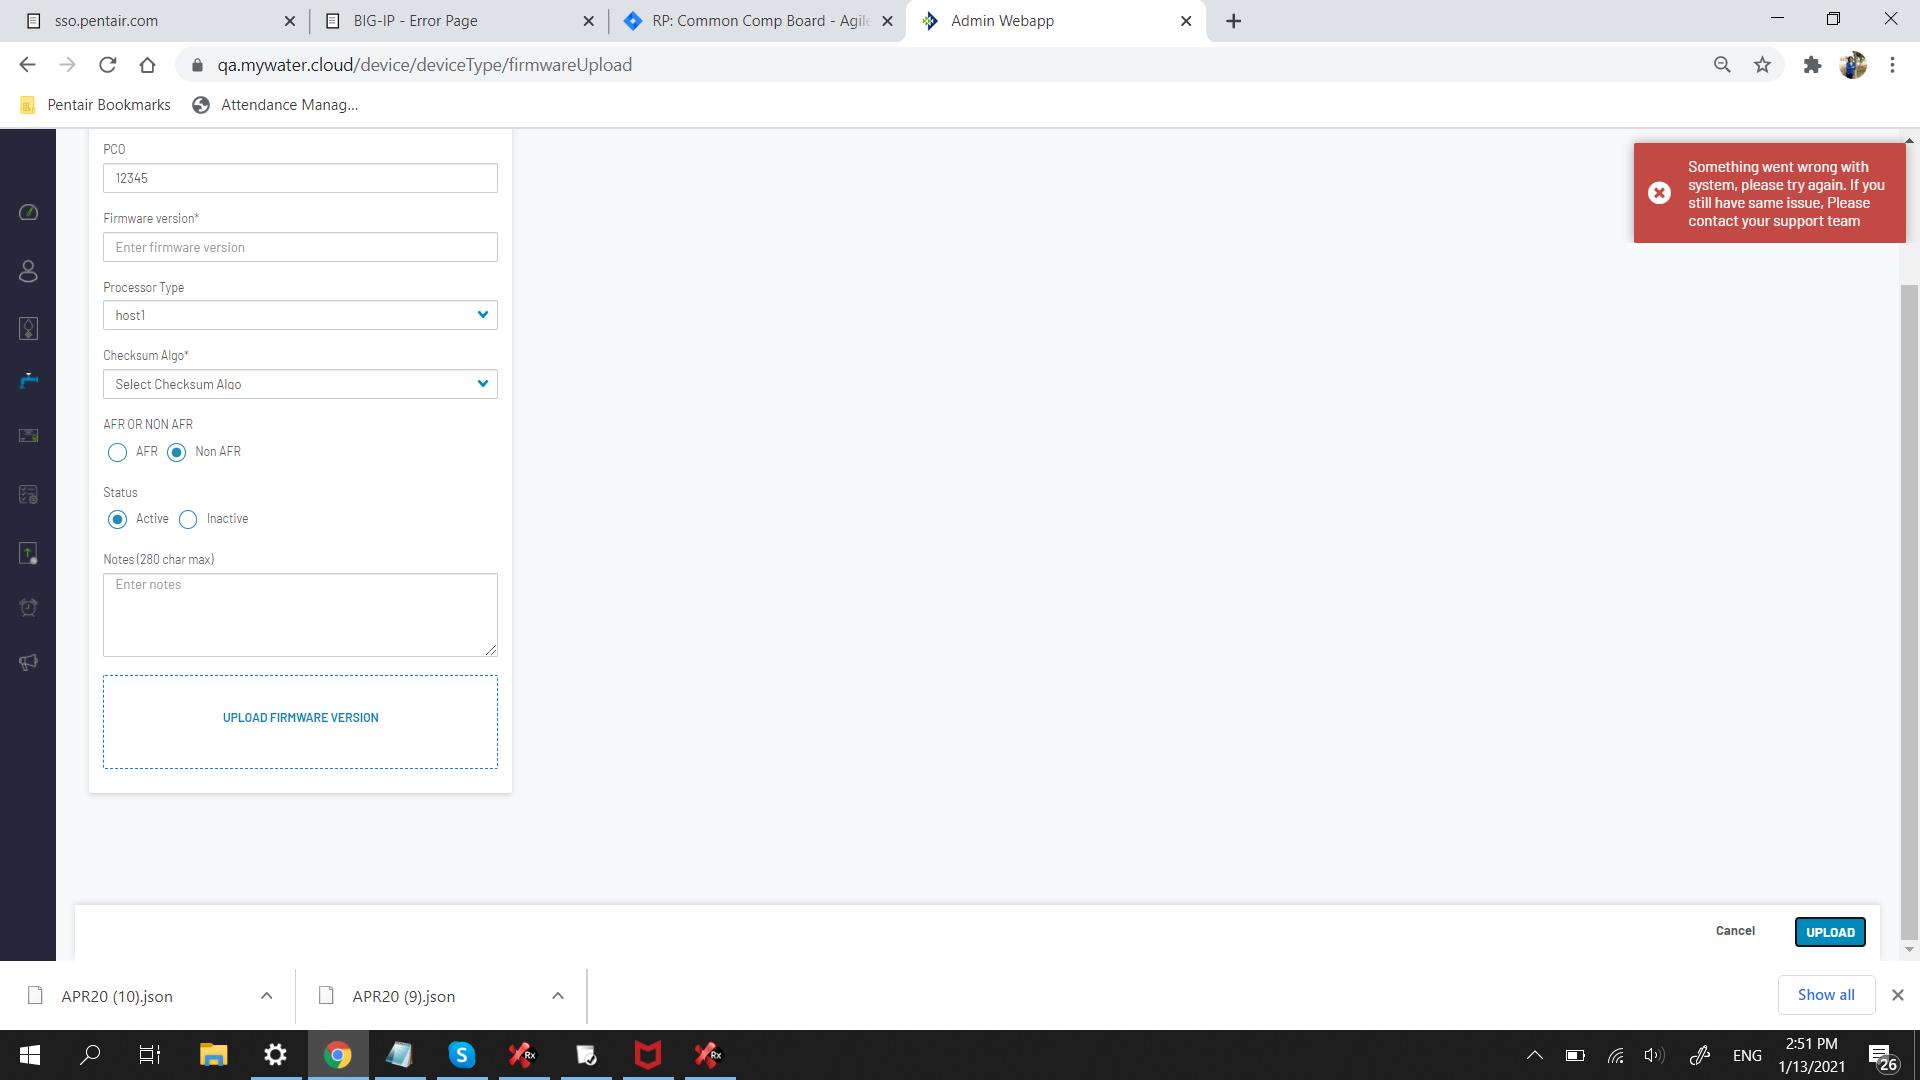 sso.pentair.com
BIG-IP - Error Page
RP: Common Comp Board - Agile
Admin Webapp
qa.mywater.cloud/device/deviceType/firmwareUpload
Pentair Bookmarks
Attendance Manag...
PCO
12345
Firmware version*
Enter firmware version
Processor Type
host1
Checksum Algo*
Select Checksum Algo
AFR OR NON AFR
AFR
Non AFR
Status
Active
Inactive
Notes (280 char max)
Enter notes
UPLOAD FIRMWARE VERSION
Something went wrong with
system, please try again. If you
still have same issue, Please
contact your support team
Cancel
UPLOAD
APR20 (10).json
APR20 (9).json
Show all
S
Rx
Rx
ENG
2:51 PM
1/13/2021
26